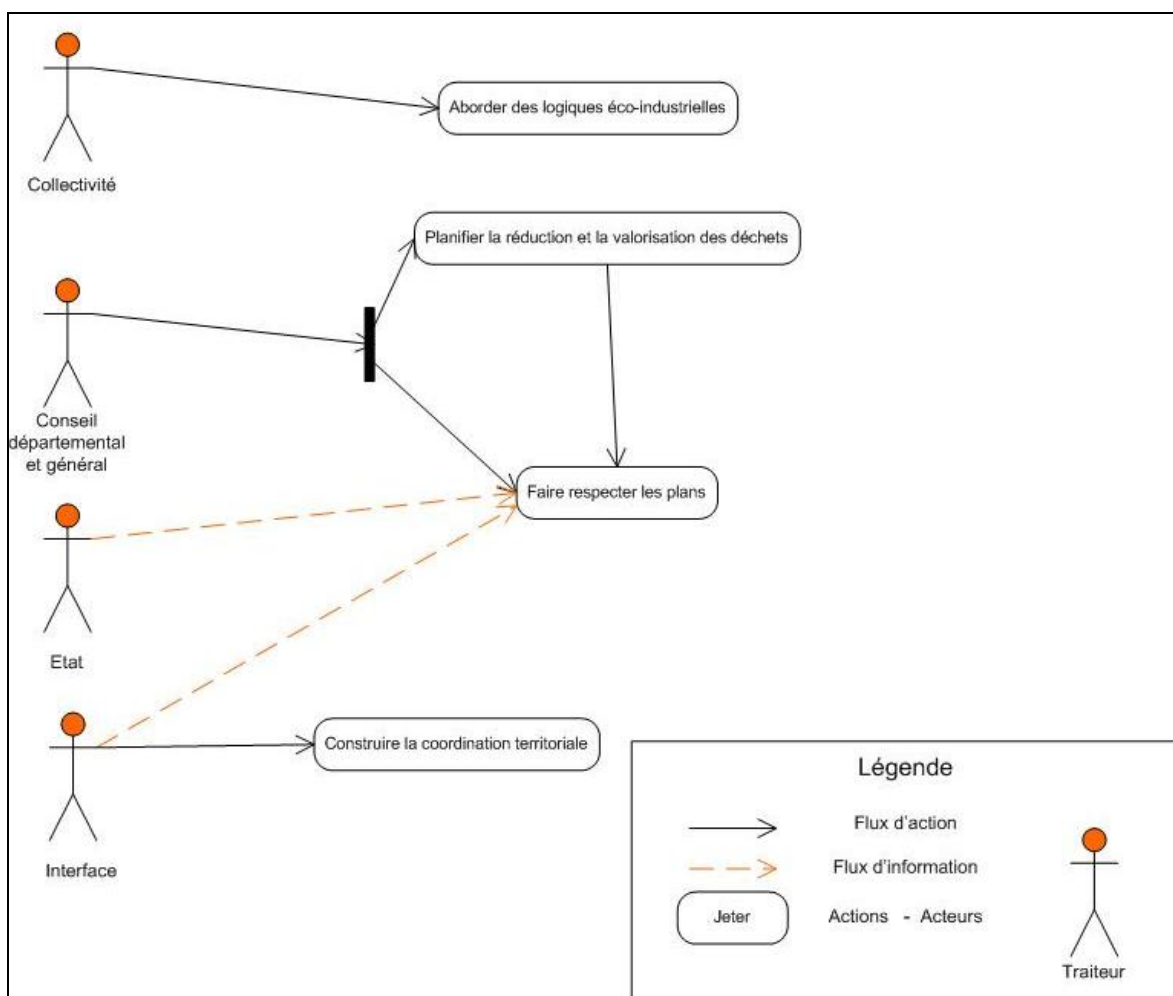 Aborder des logiques éco-industrielles
Collectivité
Planifier la réduction et la valorisation des déchets
Conseil
départemental
et général
Faire respecter les plans
Etat
Construire la coordination territoriale
Interface
Légende
Flux d'action
Flux d'information
Jeter
Actions - Acteurs
Traiteur